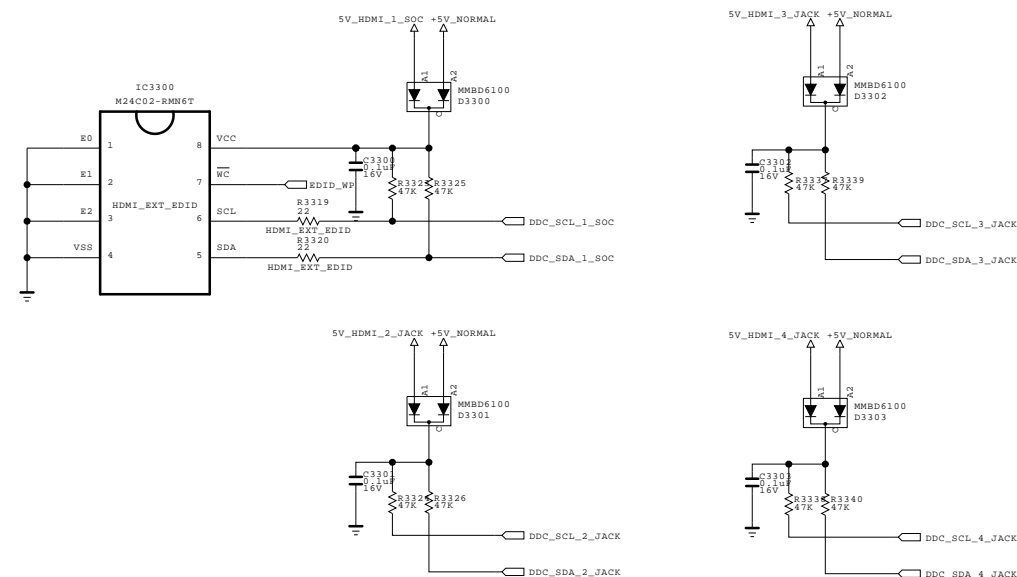 5V_HDMI_1_SOC +5V_NORMAL
A1
A2
MMBD6100
D3300
C
IC3300
M24C02-RMN6T
E0
1
8
VCC
E1
2
7
WC
EDID_WP
HDMI_EXT_EDID
E2
3
6
SCL
VSS
4
5
SDA
C3300
0.1uF
16V
R3325
47K
47K
R3319
22
HDMI_EXT_EDID
R3320
22
HDMI_EXT_EDID
DDC_SCL_1_SOC
DDC_SDA_1_SOC
5V_HDMI_3_JACK +5V_NORMAL
A1
A2
MMBD6100
D3302
C
C3302
0.1uF
16V
R3339
47K
47K
DDC_SCL_3_JACK
DDC_SDA_3_JACK
5V_HDMI_2_JACK +5V_NORMAL
A1
A2
MMBD6100
D3301
C
C3301
0.1uF
16V
R3326
47K
47K
DDC_SCL_2_JACK
DDC_SDA_2_JACK
5V_HDMI_4_JACK +5V_NORMAL
A1
A2
MMBD6100
D3303
C
C3303
0.1uF
16V
R3340
47K
47K
DDC_SCL_4_JACK
DDC_SDA_4_JACK